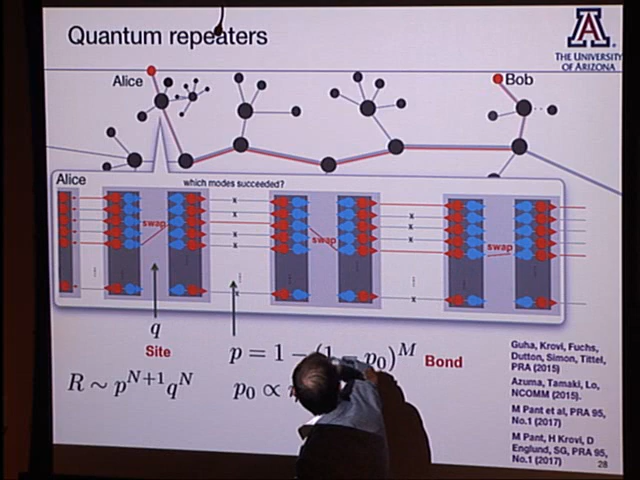 Quantum repeaters
THE UNIVERSITY
OF ARIZONA
Alice
Bob
Alice
which modes succeeded?
swap
swap
swap
q
Site
p = 1 − (1 − p₀)^M
Bond
R ∼ p^{N+1}q^N
p₀ ∝
Guha, Krovi, Fuchs,
Dutton, Simon, Tittel,
PRA (2015)
Azuma, Tamaki, Lo,
NCOMM (2015).
M Pant et al, PRA 95,
No.1 (2017)
M Pant, H Krovi, D
Englund, SG, PRA 95,
No.1 (2017)
28